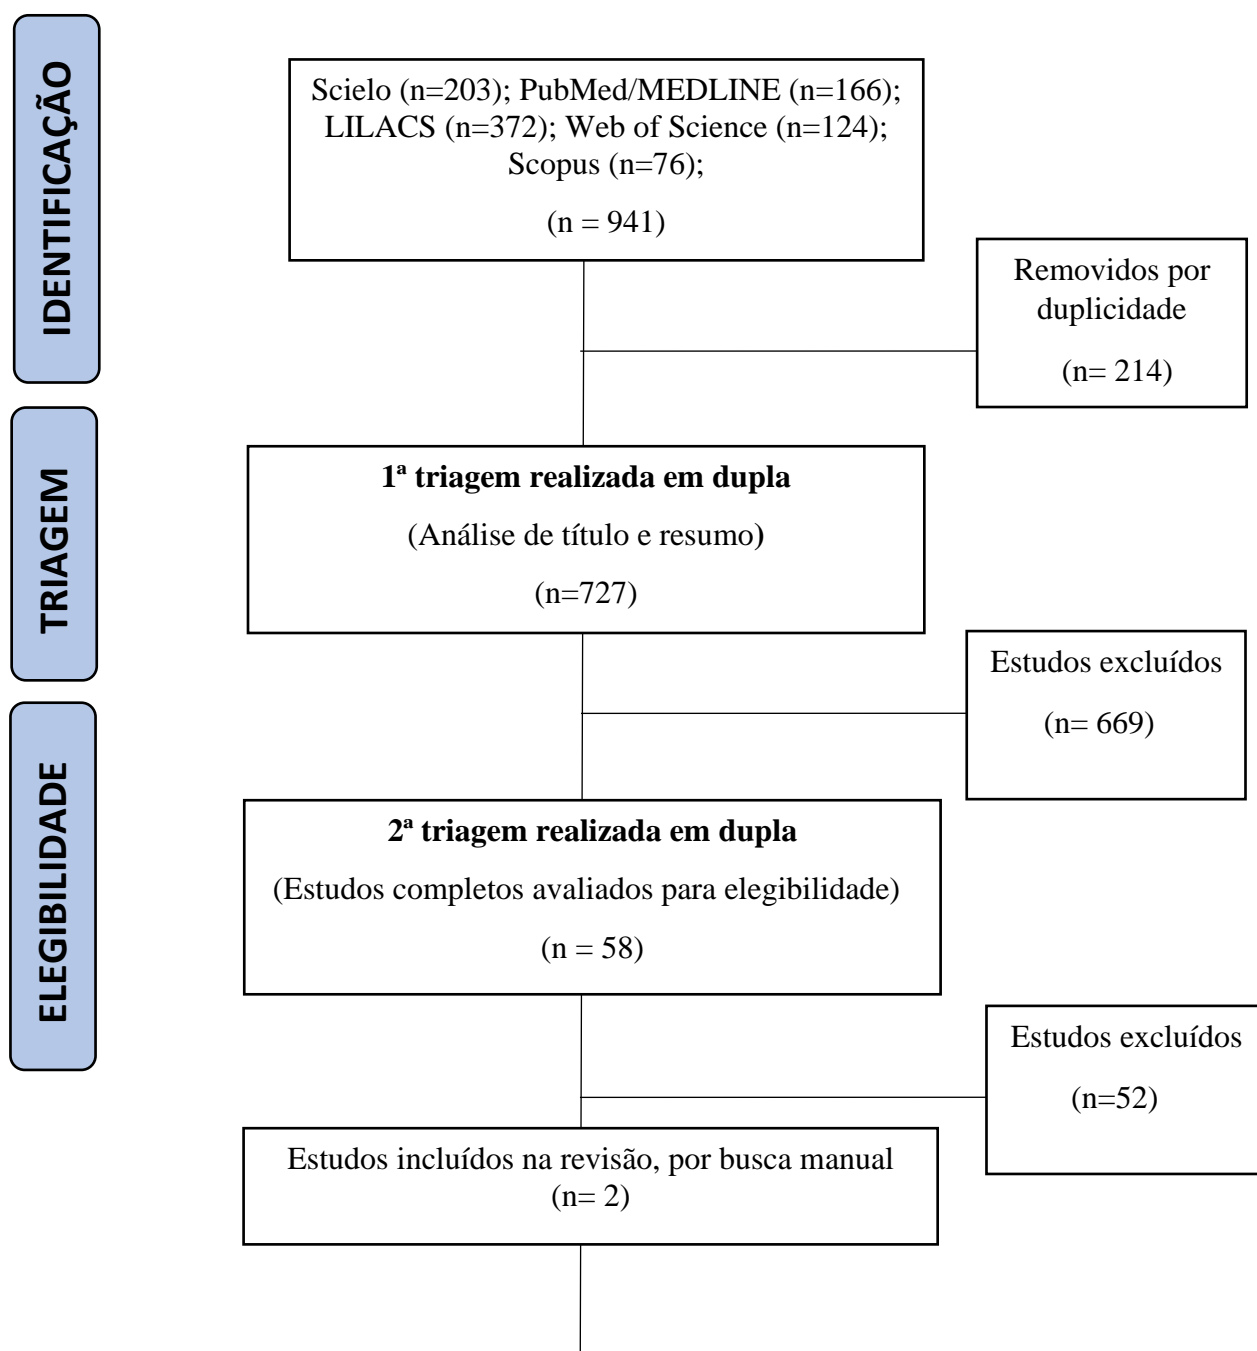 IDENTIFICAÇÃO
Scielo (n=203); PubMed/MEDLINE (n=166);
LILACS (n=372); Web of Science (n=124);
Scopus (n=76);
(n = 941)
Removidos por
duplicidade
(n= 214)
TRIAGEM
1ª triagem realizada em dupla
(Análise de título e resumo)
(n=727)
Estudos excluídos
(n= 669)
ELEGIBILIDADE
2ª triagem realizada em dupla
(Estudos completos avaliados para elegibilidade)
(n = 58)
Estudos excluídos
(n=52)
Estudos incluídos na revisão, por busca manual
(n= 2)